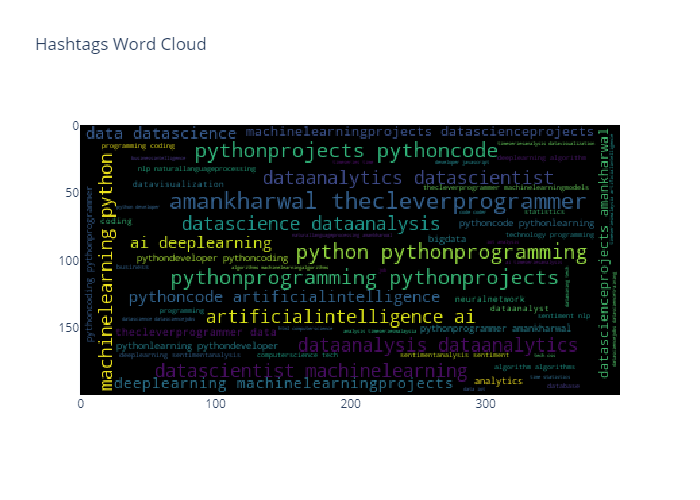 Hashtags Word Cloud
0
50
100
150
0
100
200
300
data datascience
machinelearningprojects datascienceprojects
programming coding
pythonprojects pythoncode
nlp naturallanguageprocessing
dataanalytics datascientist
datavisualization
thecleverprogrammer machinelearningmodels
amankharwal thecleverprogrammer
statistics
coding
datascience dataanalysis
pythoncode pythonlearning
technology programming
ai deeplearning
bigdata
python pythonprogramming
pythondeveloper pythoncoding
business
algorithm machinelearningalgorithms
pythonprogramming pythonprojects
pythoncode artificialintelligence
neuralnetwork
dataanalyst
programming
artificialintelligence ai
sentiment nlp
thecleverprogrammer data
pythonprogrammer amankharwal
pythonlearning pythondeveloper
dataanalysis dataanalytics
deeplearning sentimentanalysis
computerscience tech
sentimentanalysis sentiment
datascientist machinelearning
algorithm algorithms
deeplearning machinelearningprojects
analytics
database
machinelearning python
pythoncoding pythonprogrammer
datascienceprojects amankharwal